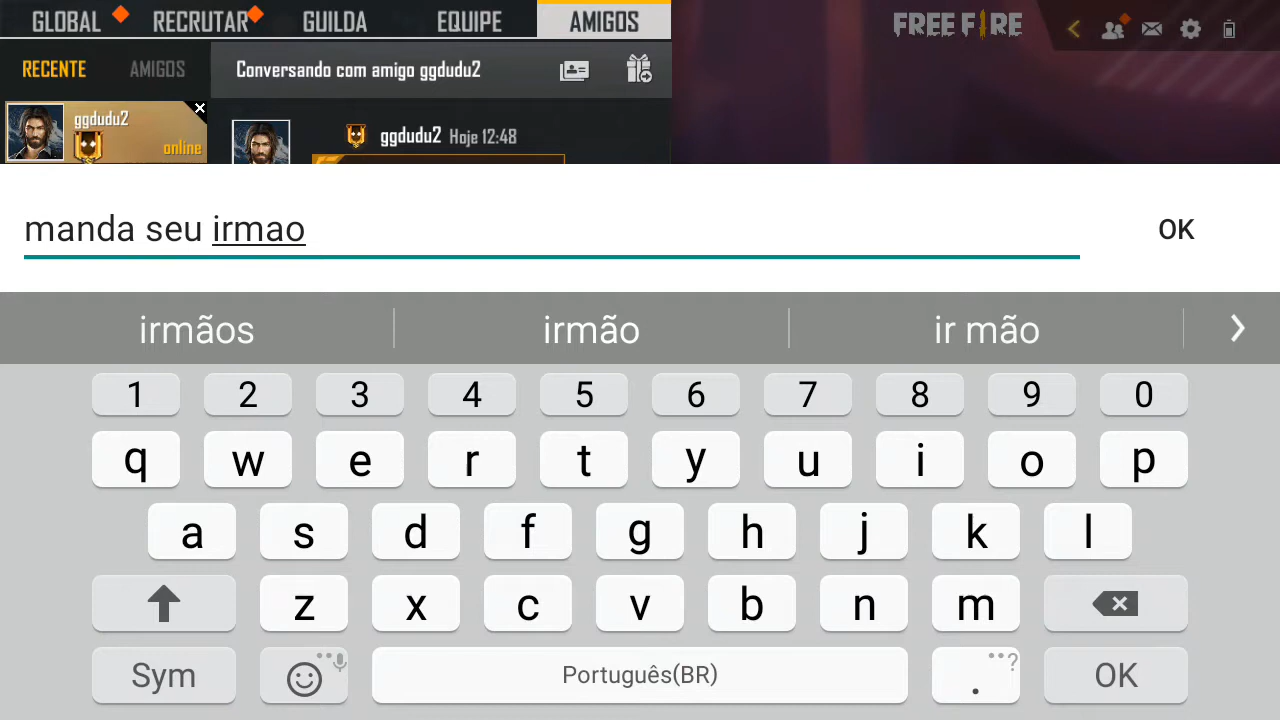 GLOBAL RECRUTAR GUILDA EQUIPE AMIGOS
FREE FIRE
RECENTE AMIGOS Conversando com amigo ggdudu2
ggdudu2
online
ggdudu2 Hoje 12:48
manda seu irmao OK
irmãos irmão ir mão
1 2 3 4 5 6 7 8 9 0
q w e r t y u i o p
a s d f g h j k l
z x c v b n m
Sym Português(BR) . ? OK